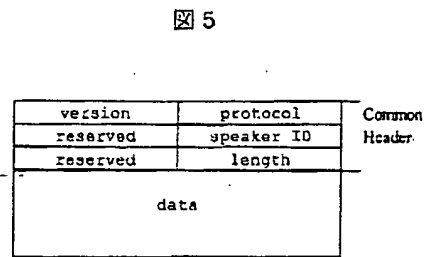 図 5
version protocol Common
reserved speaker ID Header
reserved length
data